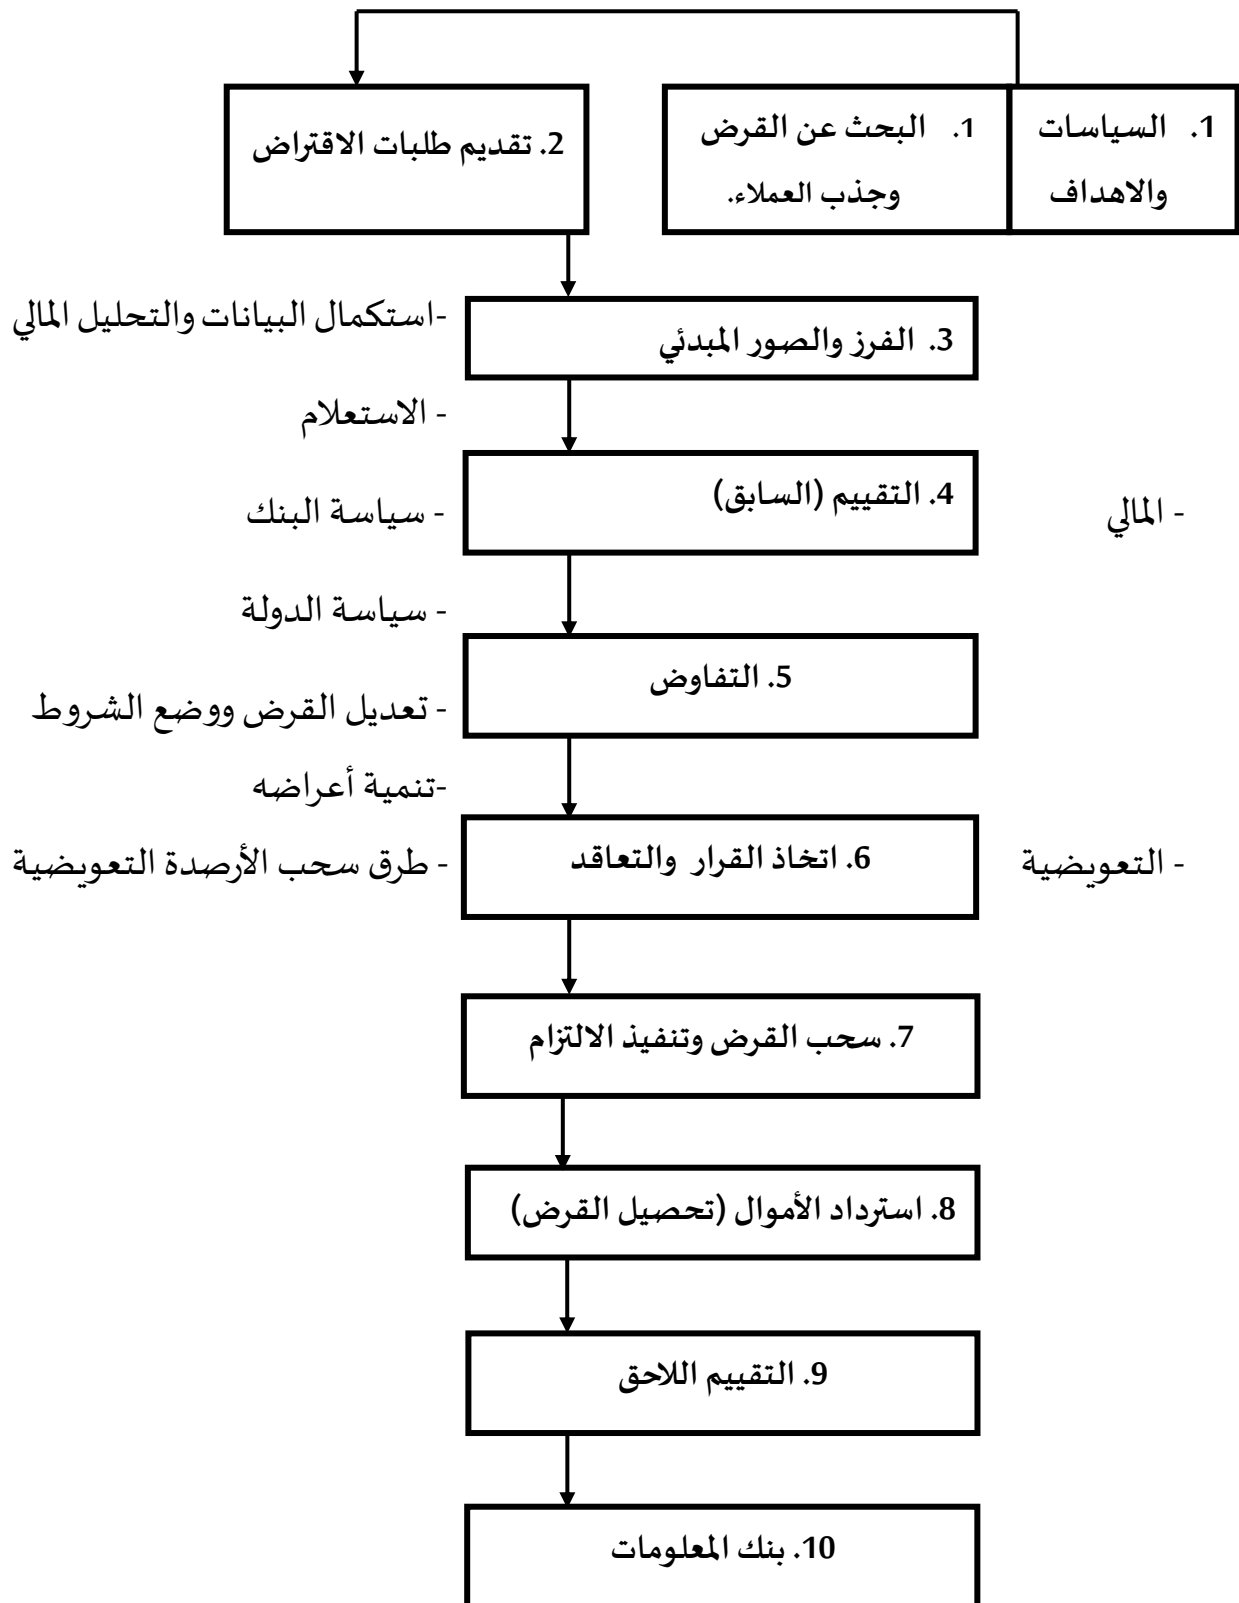 1. السياسات
والاهداف
1. البحث عن القرض
وجذب العملاء.
2. تقديم طلبات الاقتراض
3. الفرز والصور المبدئي
-استكمال البيانات والتحليل المالي
- الاستعلام
- المالي
4. التقييم (السابق)
- سياسة البنك
- سياسة الدولة
5. التفاوض
- تعديل القرض ووضع الشروط
-تنمية أعراضه
- التعويضية
6. اتخاذ القرار والتعاقد
- طرق سحب الأرصدة التعويضية
7. سحب القرض وتنفيذ الالتزام
8. استرداد الأموال (تحصيل القرض)
9. التقييم اللاحق
10. بنك المعلومات